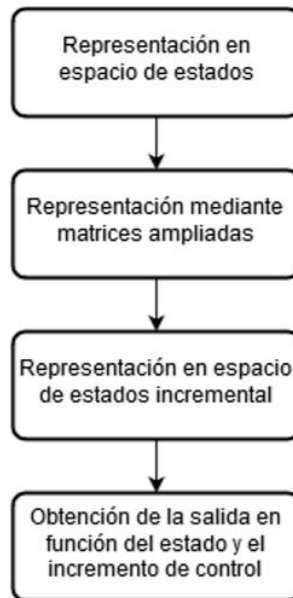 Representación en
espacio de estados
Representación mediante
matrices ampliadas
Representación en espacio
de estados incremental
Obtención de la salida en
función del estado y el
incremento de control